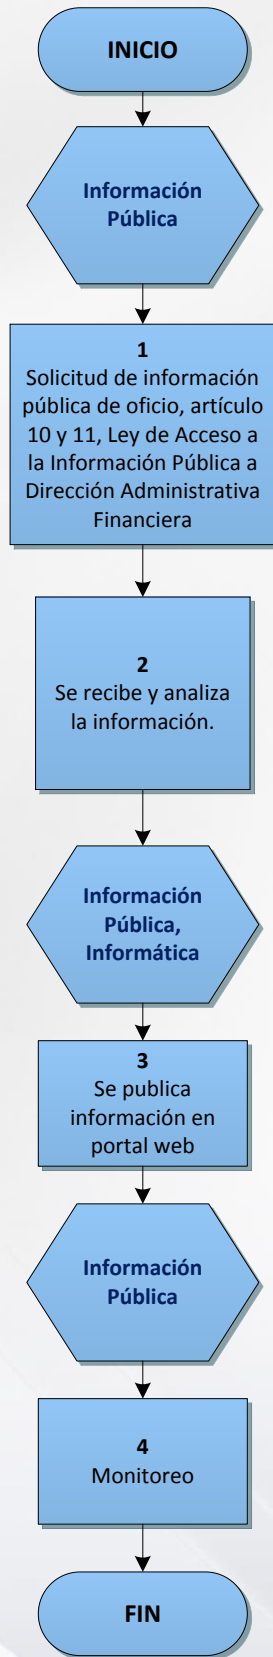 INICIO
Información
Pública
1
Solicitud de información
pública de oficio, artículo
10 y 11, Ley de Acceso a
la Información Pública a
Dirección Administrativa
Financiera
2
Se recibe y analiza
la información.
Información
Pública,
Informática
3
Se publica
información en
portal web
Información
Pública
4
Monitoreo
FIN